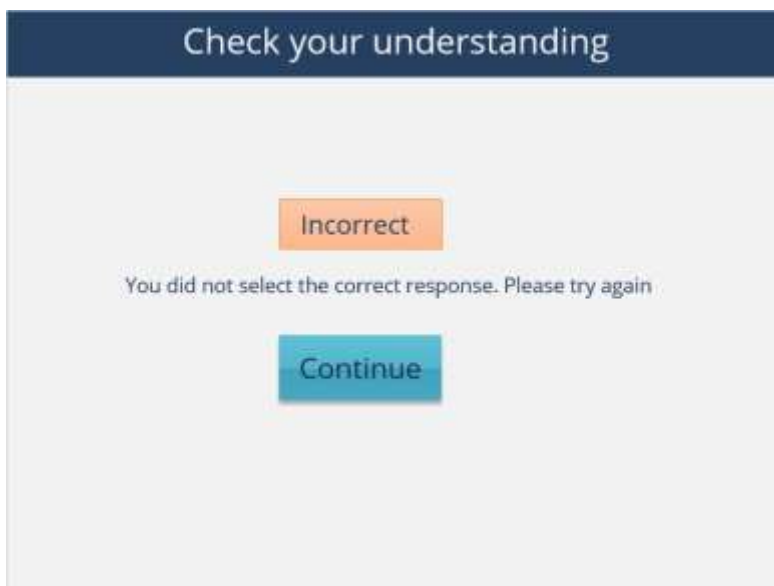 Check your understanding
Incorrect
You did not select the correct response. Please try again
Continue